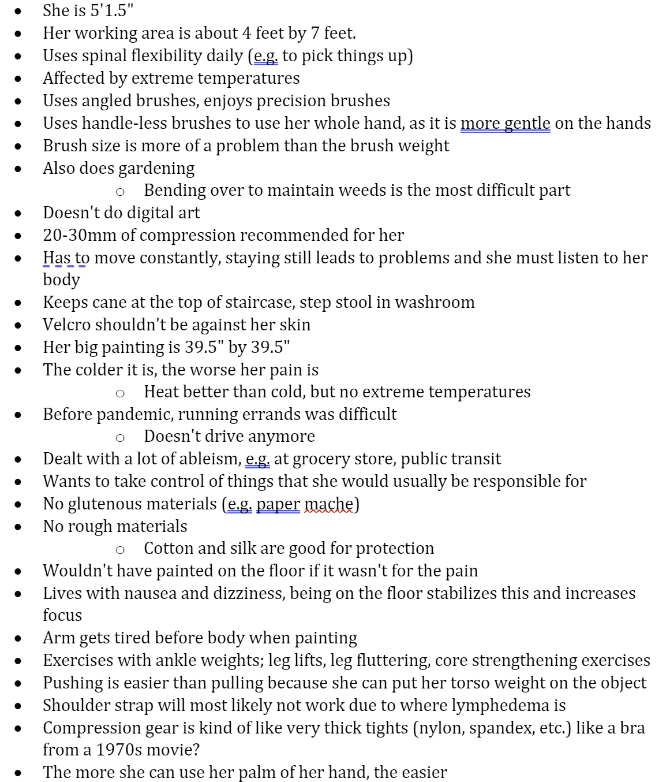 • She is 5'1.5"
• Her working area is about 4 feet by 7 feet.
• Uses spinal flexibility daily (e.g. to pick things up)
• Affected by extreme temperatures
• Uses angled brushes, enjoys precision brushes
• Uses handle-less brushes to use her whole hand, as it is more gentle on the hands
• Brush size is more of a problem than the brush weight
• Also does gardening
o Bending over to maintain weeds is the most difficult part
• Doesn't do digital art
• 20-30mm of compression recommended for her
• Has to move constantly, staying still leads to problems and she must listen to her
body
• Keeps cane at the top of staircase, step stool in washroom
• Velcro shouldn't be against her skin
• Her big painting is 39.5" by 39.5"
• The colder it is, the worse her pain is
o Heat better than cold, but no extreme temperatures
• Before pandemic, running errands was difficult
o Doesn't drive anymore
• Dealt with a lot of ableism, e.g. at grocery store, public transit
• Wants to take control of things that she would usually be responsible for
• No glutenous materials (e.g. paper mache)
• No rough materials
o Cotton and silk are good for protection
• Wouldn't have painted on the floor if it wasn't for the pain
• Lives with nausea and dizziness, being on the floor stabilizes this and increases
focus
• Arm gets tired before body when painting
• Exercises with ankle weights; leg lifts, leg fluttering, core strengthening exercises
• Pushing is easier than pulling because she can put her torso weight on the object
• Shoulder strap will most likely not work due to where lymphedema is
• Compression gear is kind of like very thick tights (nylon, spandex, etc.) like a bra
from a 1970s movie?
• The more she can use her palm of her hand, the easier